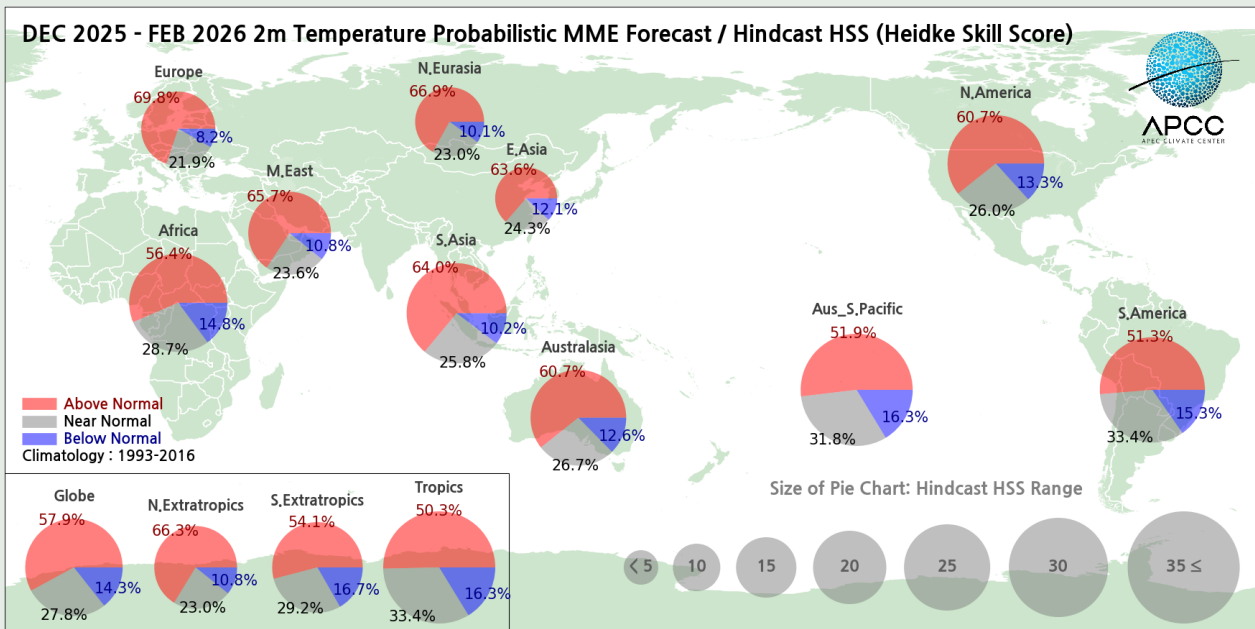 DEC 2025 - FEB 2026 2m Temperature Probabilistic MME Forecast / Hindcast HSS (Heidke Skill Score)
APCC
APEC CLIMATE CENTER
Europe
69.8%
8.2%
21.9%
N.Eurasia
66.9%
10.1%
23.0%
E.Asia
63.6%
12.1%
24.3%
N.America
60.7%
13.3%
26.0%
M.East
65.7%
10.8%
23.6%
Africa
56.4%
14.8%
28.7%
S.Asia
64.0%
10.2%
25.8%
Australasia
60.7%
12.6%
26.7%
Aus_S.Pacific
51.9%
16.3%
31.8%
S.America
51.3%
15.3%
33.4%
Above Normal
Near Normal
Below Normal
Climatology : 1993-2016
Globe
57.9%
14.3%
27.8%
N.Extratropics
66.3%
10.8%
23.0%
S.Extratropics
54.1%
16.7%
29.2%
Tropics
50.3%
16.3%
33.4%
Size of Pie Chart: Hindcast HSS Range
< 5
10
15
20
25
30
35 ≤